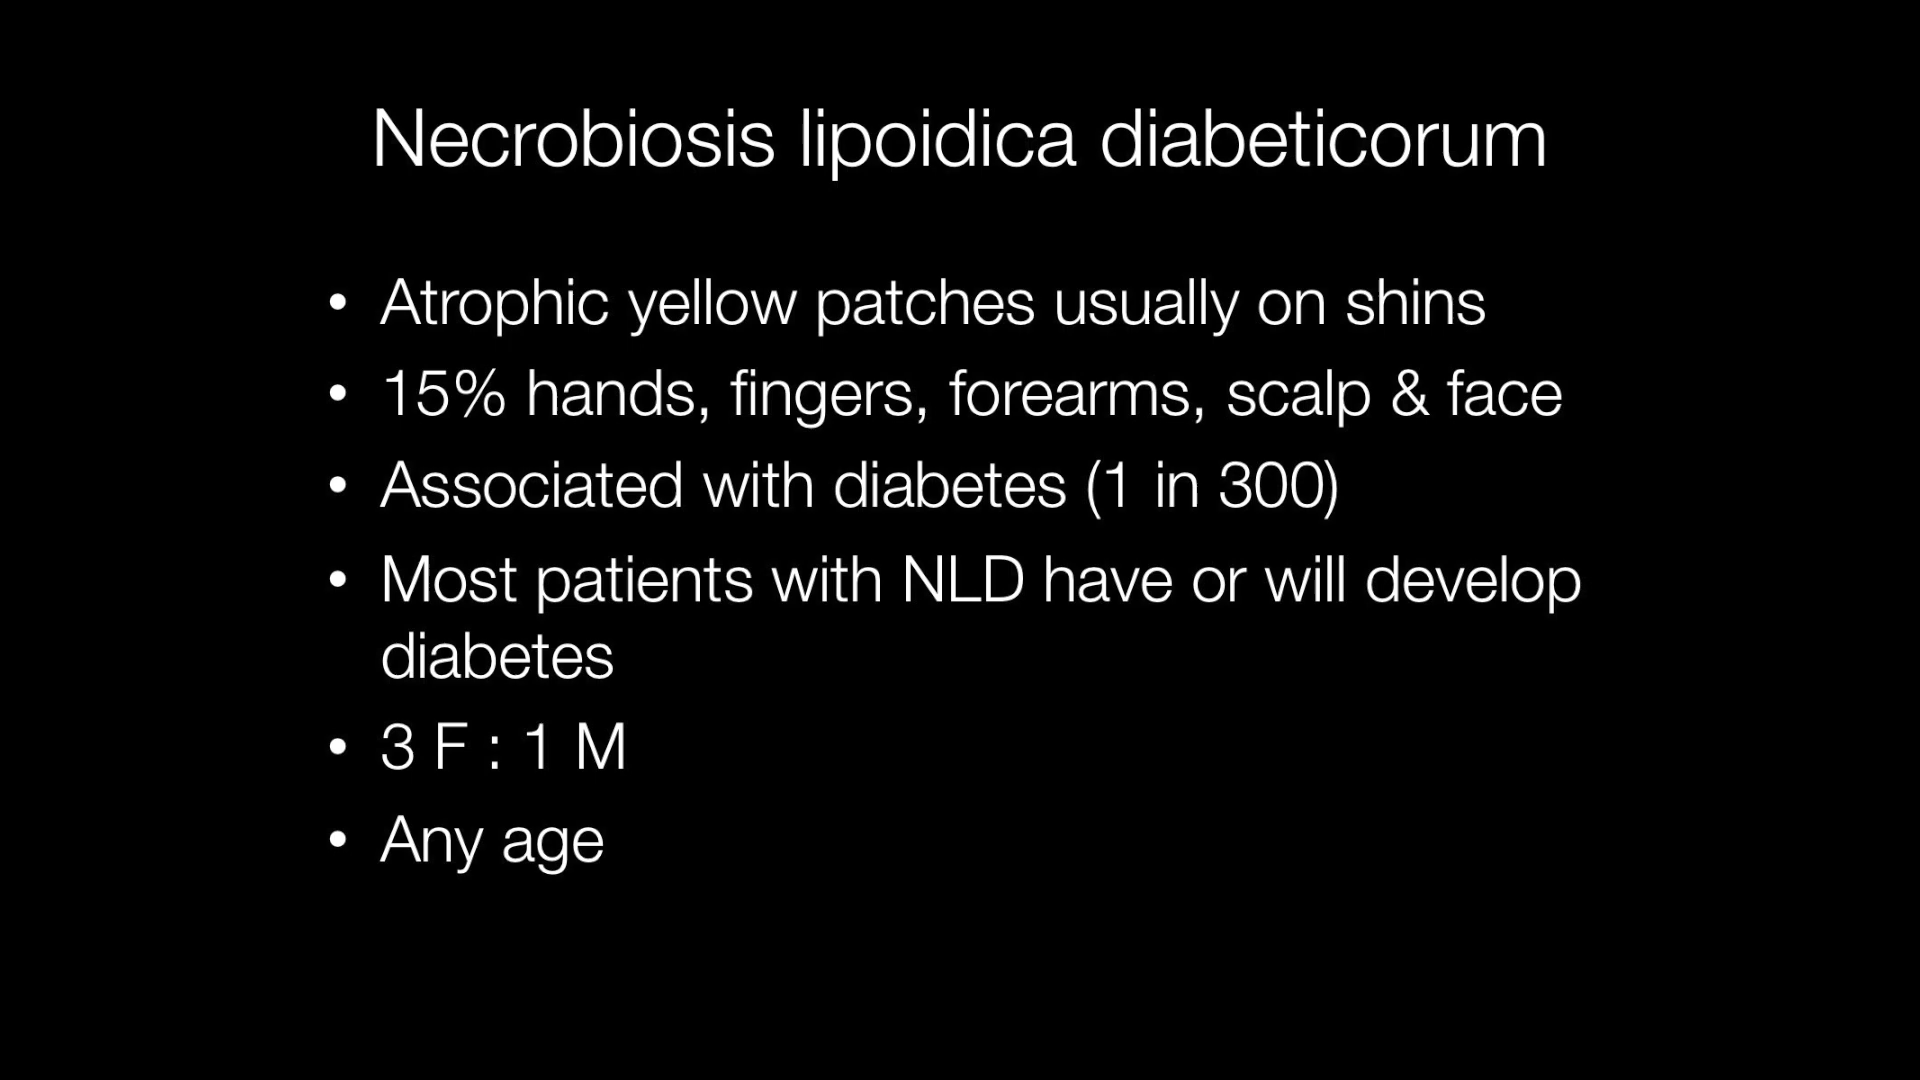 Necrobiosis lipoidica diabeticorum
• Atrophic yellow patches usually on shins
• 15% hands, fingers, forearms, scalp & face
• Associated with diabetes (1 in 300)
• Most patients with NLD have or will develop
diabetes
• 3 F : 1 M
• Any age